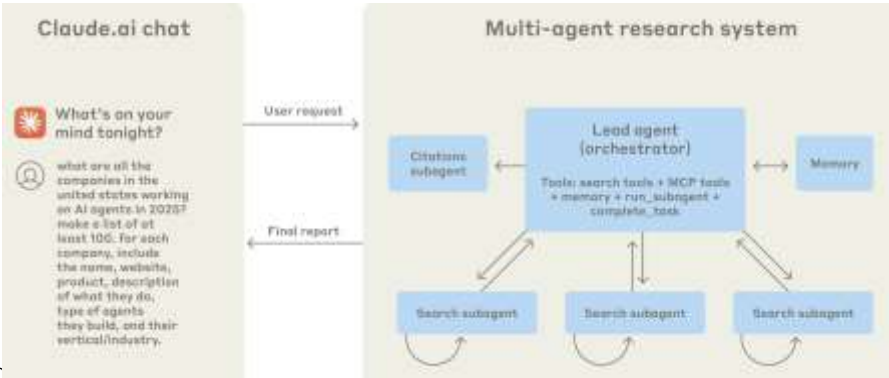 Claude.ai chat
What's on your
mind tonight?
what are all the
companies in the
united states working
on AI agents in 2025?
make a list of at
least 100. For each
company, include
the name, website,
product, description
of what they do,
type of agents
they build, and their
vertical/industry.
User request
Final report
Multi-agent research system
Citations
subagent
Lead agent
(orchestrator)
Tools: search tools + MCP tools
+ memory + run_subagent +
complete_task
Memory
Search subagent
Search subagent
Search subagent